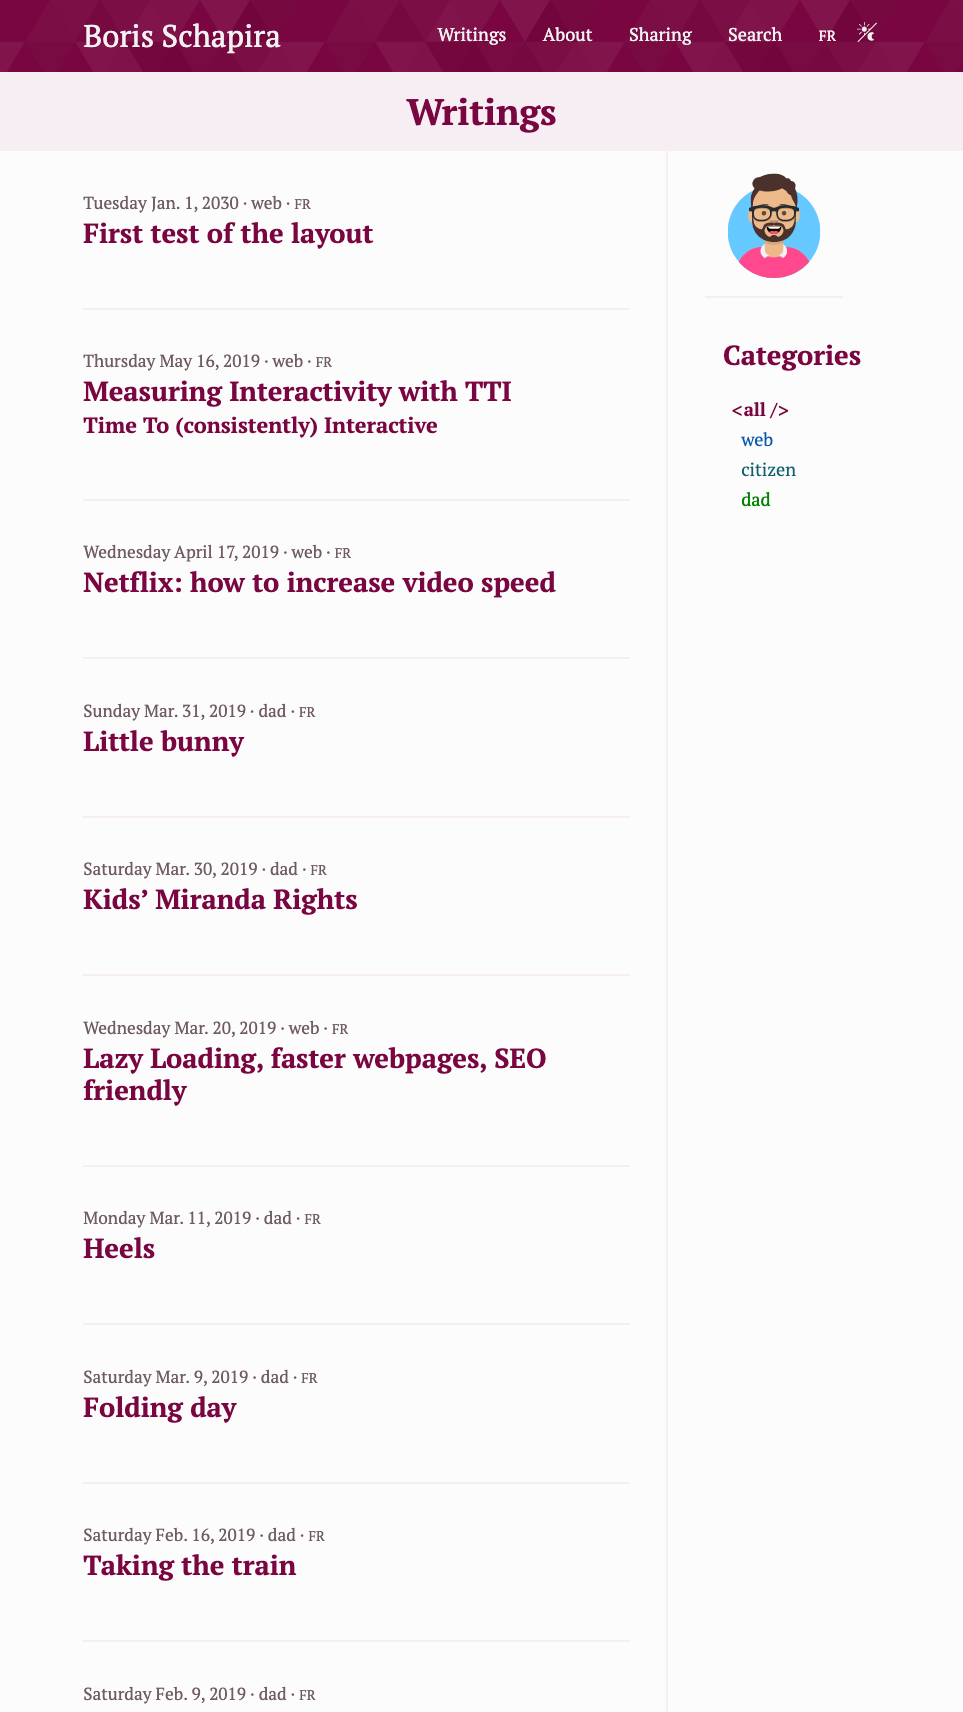 Boris Schapira
Writings About Sharing Search FR
Writings
Tuesday Jan. 1, 2030 · web · FR
First test of the layout
Thursday May 16, 2019 · web · FR
Measuring Interactivity with TTI
Time To (consistently) Interactive
Wednesday April 17, 2019 · web · FR
Netflix: how to increase video speed
Sunday Mar. 31, 2019 · dad · FR
Little bunny
Saturday Mar. 30, 2019 · dad · FR
Kids’ Miranda Rights
Wednesday Mar. 20, 2019 · web · FR
Lazy Loading, faster webpages, SEO
friendly
Monday Mar. 11, 2019 · dad · FR
Heels
Saturday Mar. 9, 2019 · dad · FR
Folding day
Saturday Feb. 16, 2019 · dad · FR
Taking the train
Saturday Feb. 9, 2019 · dad · FR
Categories
<all />
web
citizen
dad